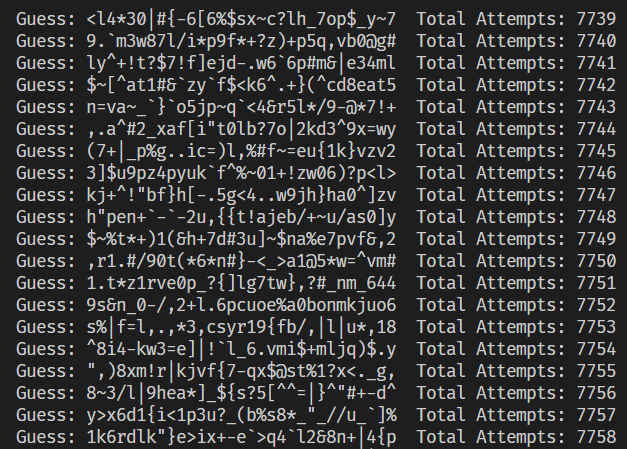 Guess: <l4*30|#{-6[6%$sx~c?lh_7op$_y~7  Total Attempts: 7739
Guess: 9.`m3w87l/i*p9f*+?z)+p5q,vb0@g#  Total Attempts: 7740
Guess: ly^+!t?$7!f]ejd-.w6`6p#m&|e34ml  Total Attempts: 7741
Guess: $~[^at1#&`zy`f$<k6^.+}(^cd8eat5  Total Attempts: 7742
Guess: n=va~_`}`o5jp~q`<4&r5l*/9-@*7!+  Total Attempts: 7743
Guess: ,.a^#2_xaf[i"t0lb?7o|2kd3^9x=wy  Total Attempts: 7744
Guess: (7+|_p%g..ic=)l,%#f~=eu{1k}vzv2  Total Attempts: 7745
Guess: 3]$u9pz4pyuk`f^%~01+!zw06)?p<l>  Total Attempts: 7746
Guess: kj+^!"bf}h[-.5g<4..w9jh}ha0^]zv  Total Attempts: 7747
Guess: h"pen+`-`-2u,{{t!ajeb/+~u/as0]y  Total Attempts: 7748
Guess: $~%t*+)1(&h+7d#3u]~$na%e7pvf&,2  Total Attempts: 7749
Guess: ,r1.#/90t(*6*n#}-<_>a1@5*w=^vm#  Total Attempts: 7750
Guess: 1.t*z1rve0p_?{]lg7tw},?#_nm_644  Total Attempts: 7751
Guess: 9s&n_0-/,2+l.6pcuoe%a0bonmkjuo6  Total Attempts: 7752
Guess: s%|f=l,.,*3,csyr19{fb/,|l|u*,18  Total Attempts: 7753
Guess: ^8i4-kw3=e]|!`l_6.vmi$+mljq)$.y  Total Attempts: 7754
Guess: ",)8xm!r|kjvf{7-qx$@st%1?x<._g,  Total Attempts: 7755
Guess: 8~3/l|9hea*]_${s?5[^^=|}^"#+-d^  Total Attempts: 7756
Guess: y>x6d1{i<1p3u?_(b%s8*_"_//u_`]%  Total Attempts: 7757
Guess: 1k6rdlk"}e>ix+-e`>q4`l2&8n+|4{p  Total Attempts: 7758